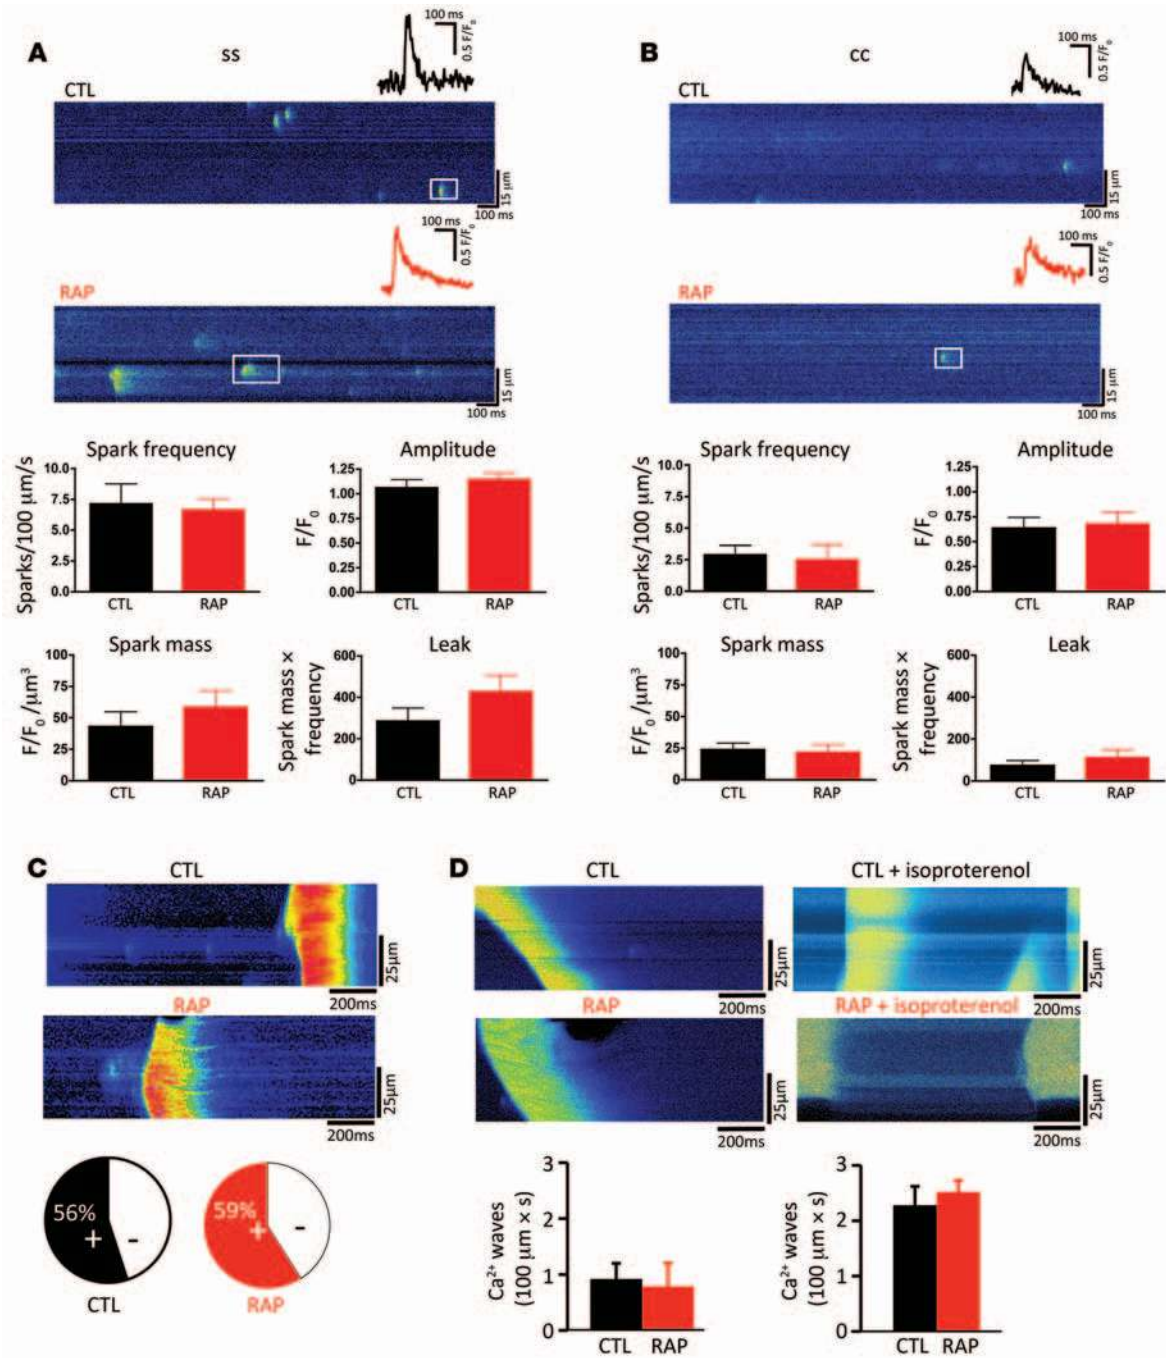 A
ss
100 ms
0.5 F/F0
CTL
15 μm
100 ms
100 ms
0.5 F/F0
RAP
15 μm
100 ms
Spark frequency
Sparks/100 μm/s
10.0
7.5
5.0
2.5
0.0
CTL
RAP
Amplitude
F/F0
1.25
1.00
0.75
0.50
0.25
0.00
CTL
RAP
Spark mass
F/F0 /μm³
100
75
50
25
0
CTL
RAP
Leak
Spark mass ×
frequency
600
400
200
0
CTL
RAP
B
cc
100 ms
0.5 F/F0
CTL
15 μm
100 ms
100 ms
0.5 F/F0
RAP
15 μm
100 ms
Spark frequency
Sparks/100 μm/s
10.0
7.5
5.0
2.5
0.0
CTL
RAP
Amplitude
F/F0
1.25
1.00
0.75
0.50
0.25
0.00
CTL
RAP
Spark mass
F/F0 /μm³
100
75
50
25
0
CTL
RAP
Leak
Spark mass ×
frequency
600
400
200
0
CTL
RAP
C
CTL
25μm
200ms
RAP
25μm
200ms
56%
+
-
CTL
59%
+
-
RAP
D
CTL
25μm
200ms
RAP
25μm
200ms
CTL + isoproterenol
25μm
200ms
RAP + isoproterenol
25μm
200ms
Ca²⁺ waves
(100 μm × s)
3
2
1
0
CTL
RAP
Ca²⁺ waves
(100 μm × s)
3
2
1
0
CTL
RAP